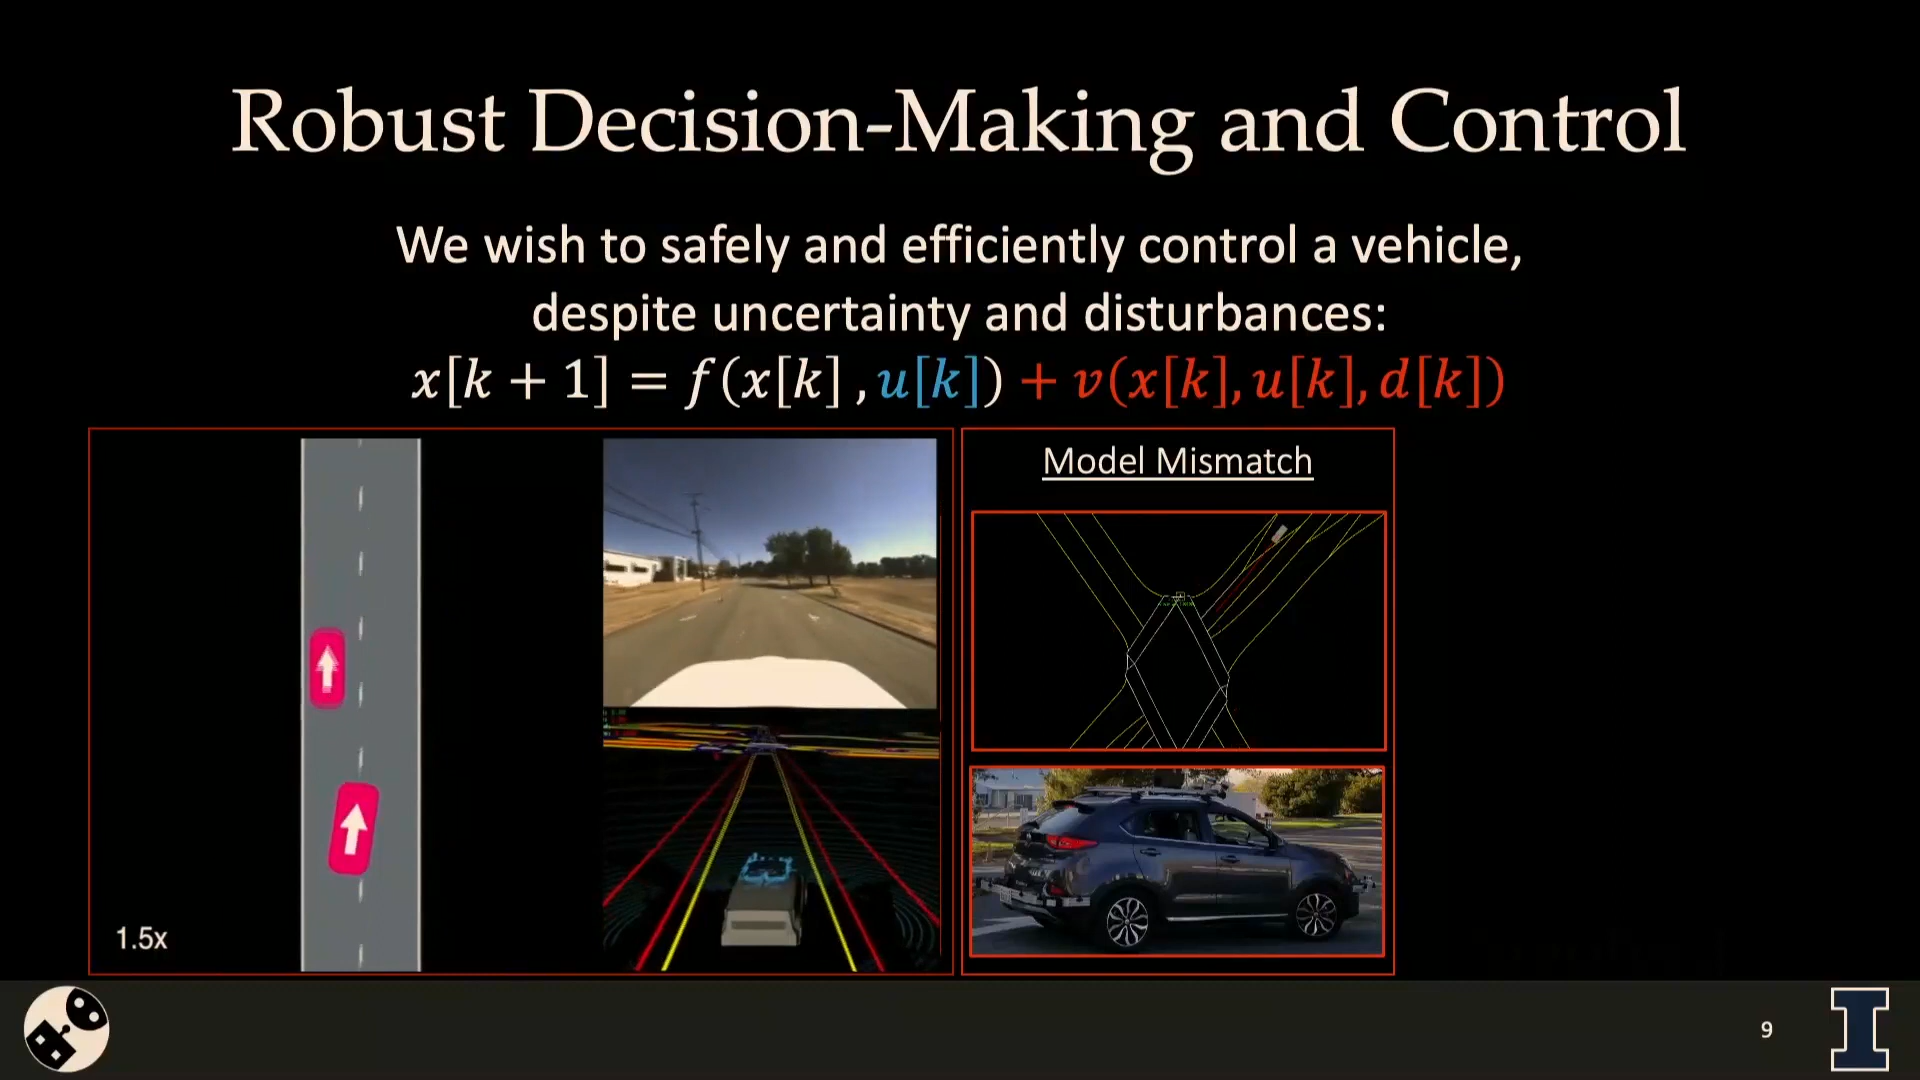 Robust Decision-Making and Control
We wish to safely and efficiently control a vehicle,
despite uncertainty and disturbances:
x[k + 1] = f(x[k] , u[k]) + v(x[k], u[k], d[k])
Model Mismatch
1.5x
9
I